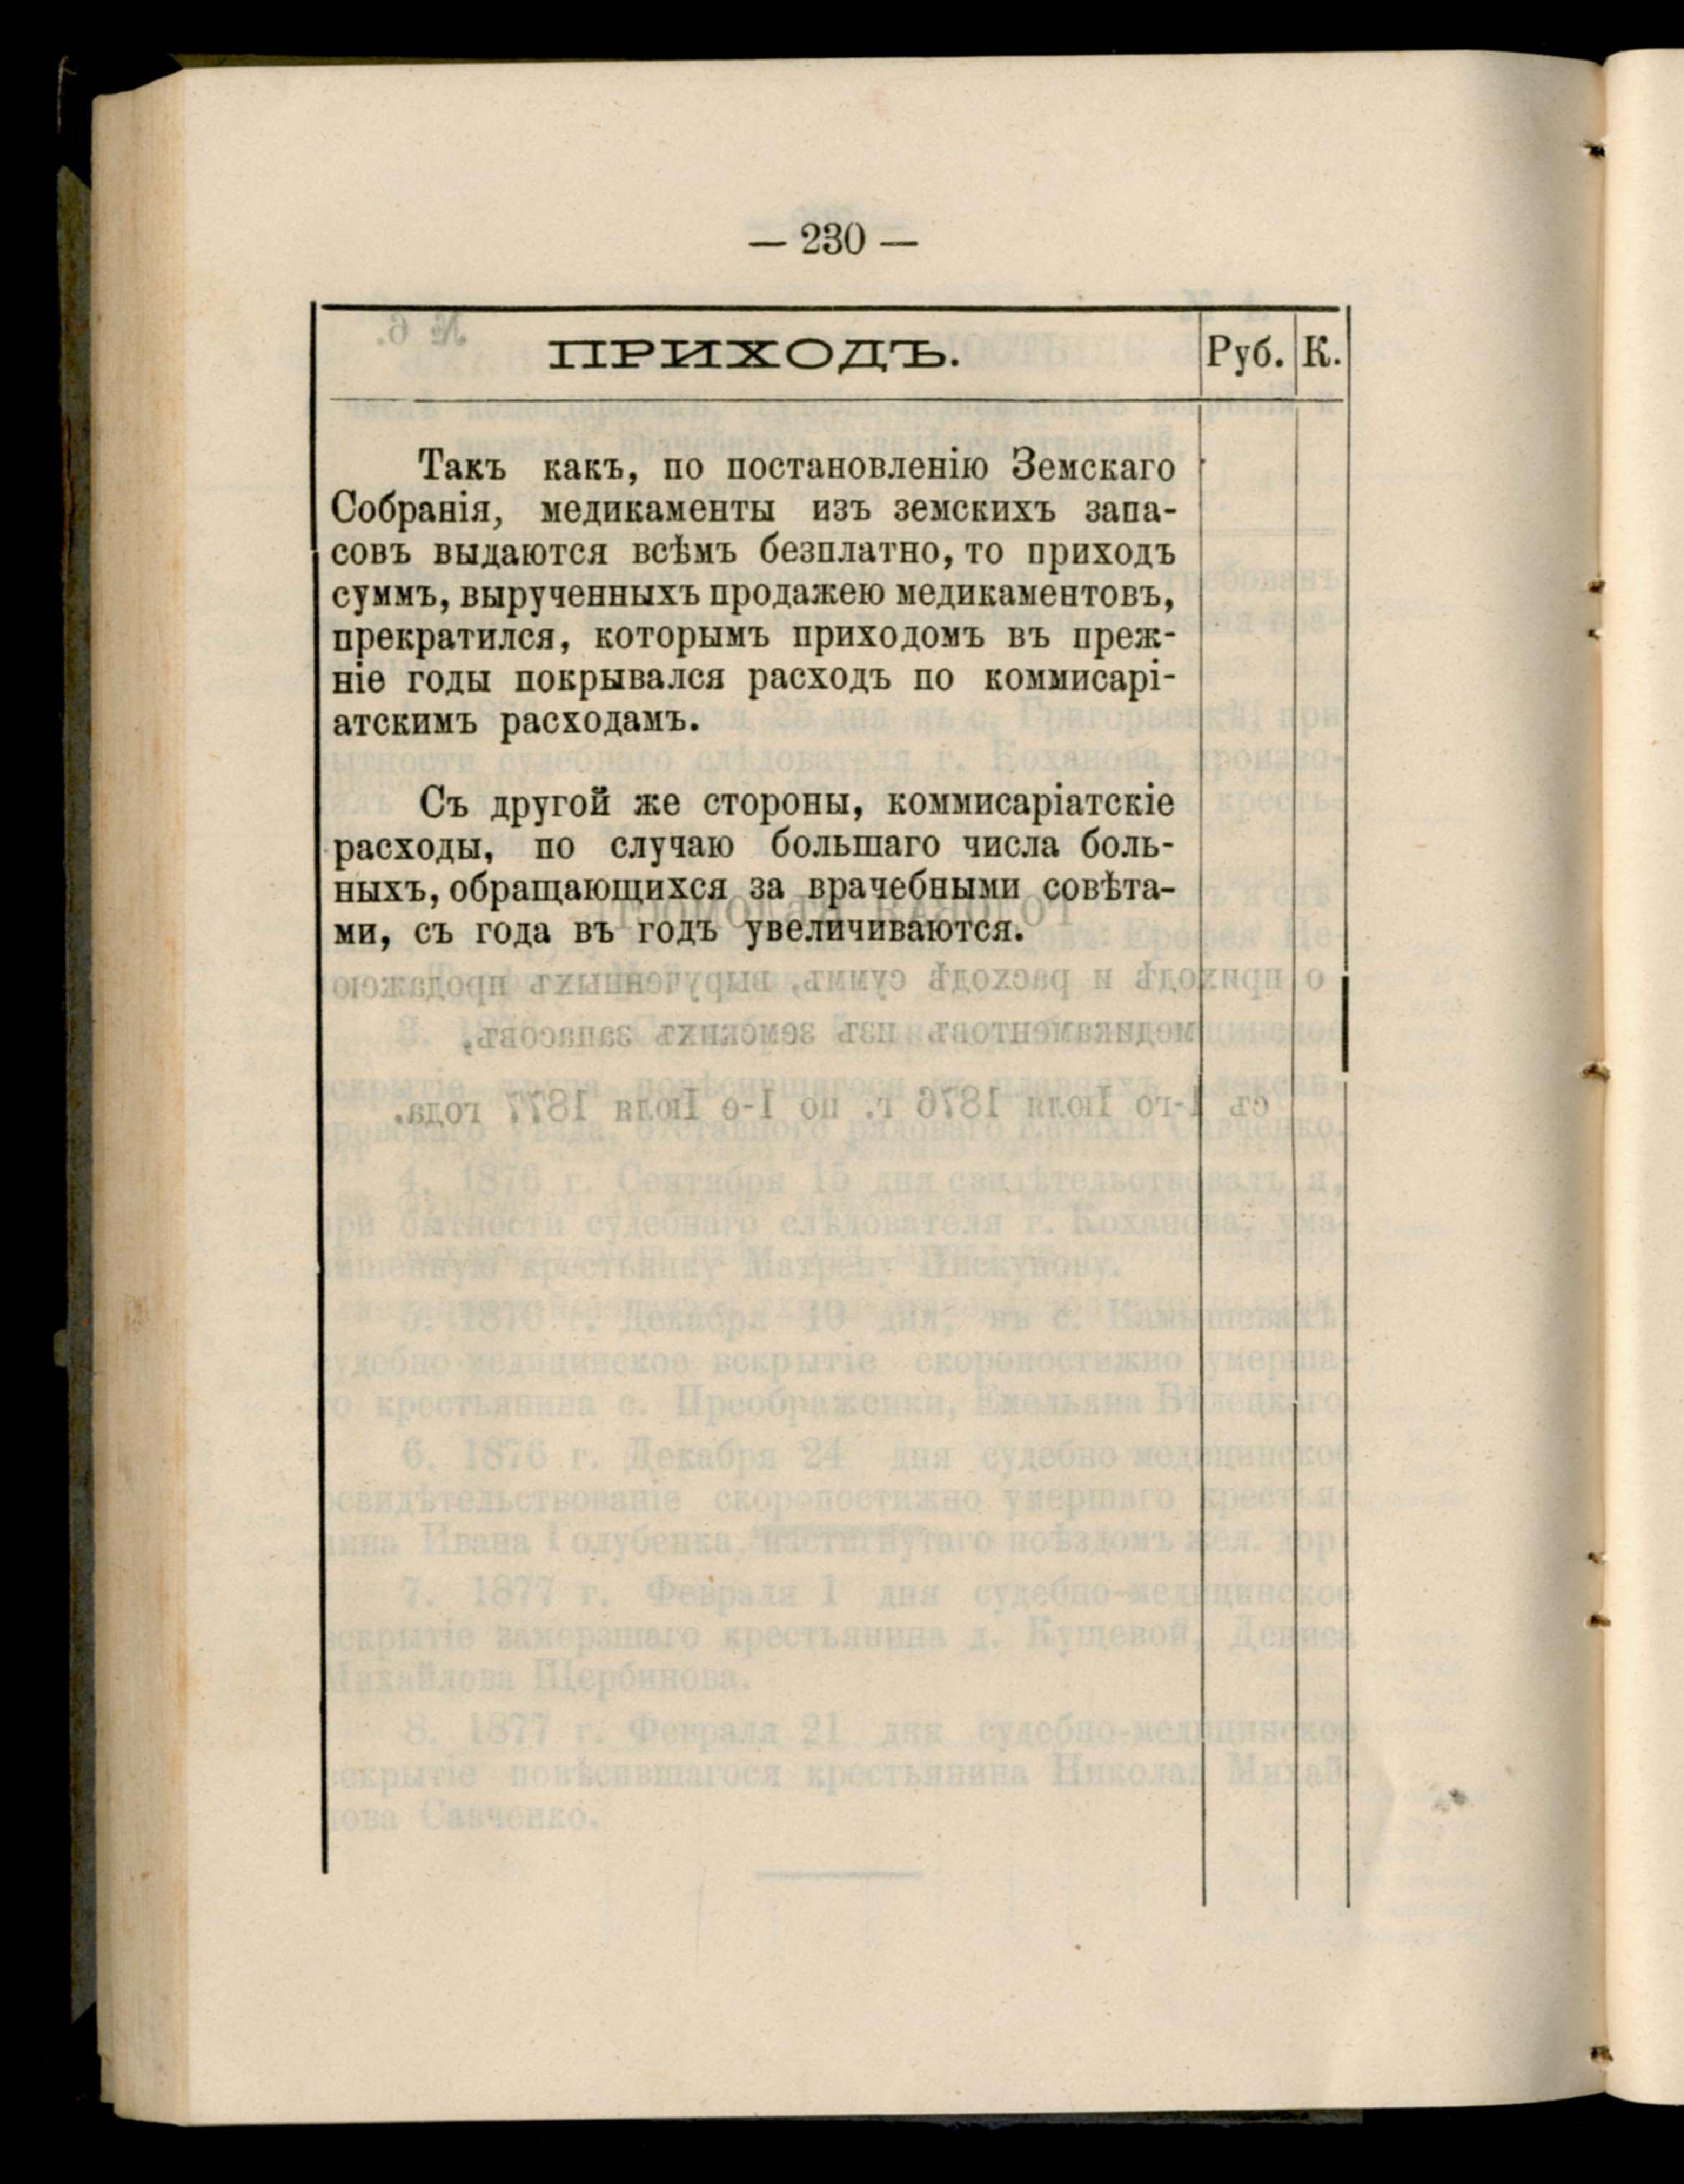 — 230 —
ПРИХОДЪ. Руб. К.
Такъ какъ, по постановленію Земскаго
Собранія, медикаменты изъ земскихъ запа-
совъ выдаются всѣмъ безплатно, то приходъ
суммъ, вырученныхъ продажею медикаментовъ,
прекратился, которымъ приходомъ въ преж-
ніе годы покрывался расходъ по коммисарі-
атскимъ расходамъ.
Съ другой же стороны, коммисаріатскіе
расходы, по случаю большаго числа боль-
ныхъ, обращающихся за врачебными совѣта-
ми, съ года въ годъ увеличиваются.